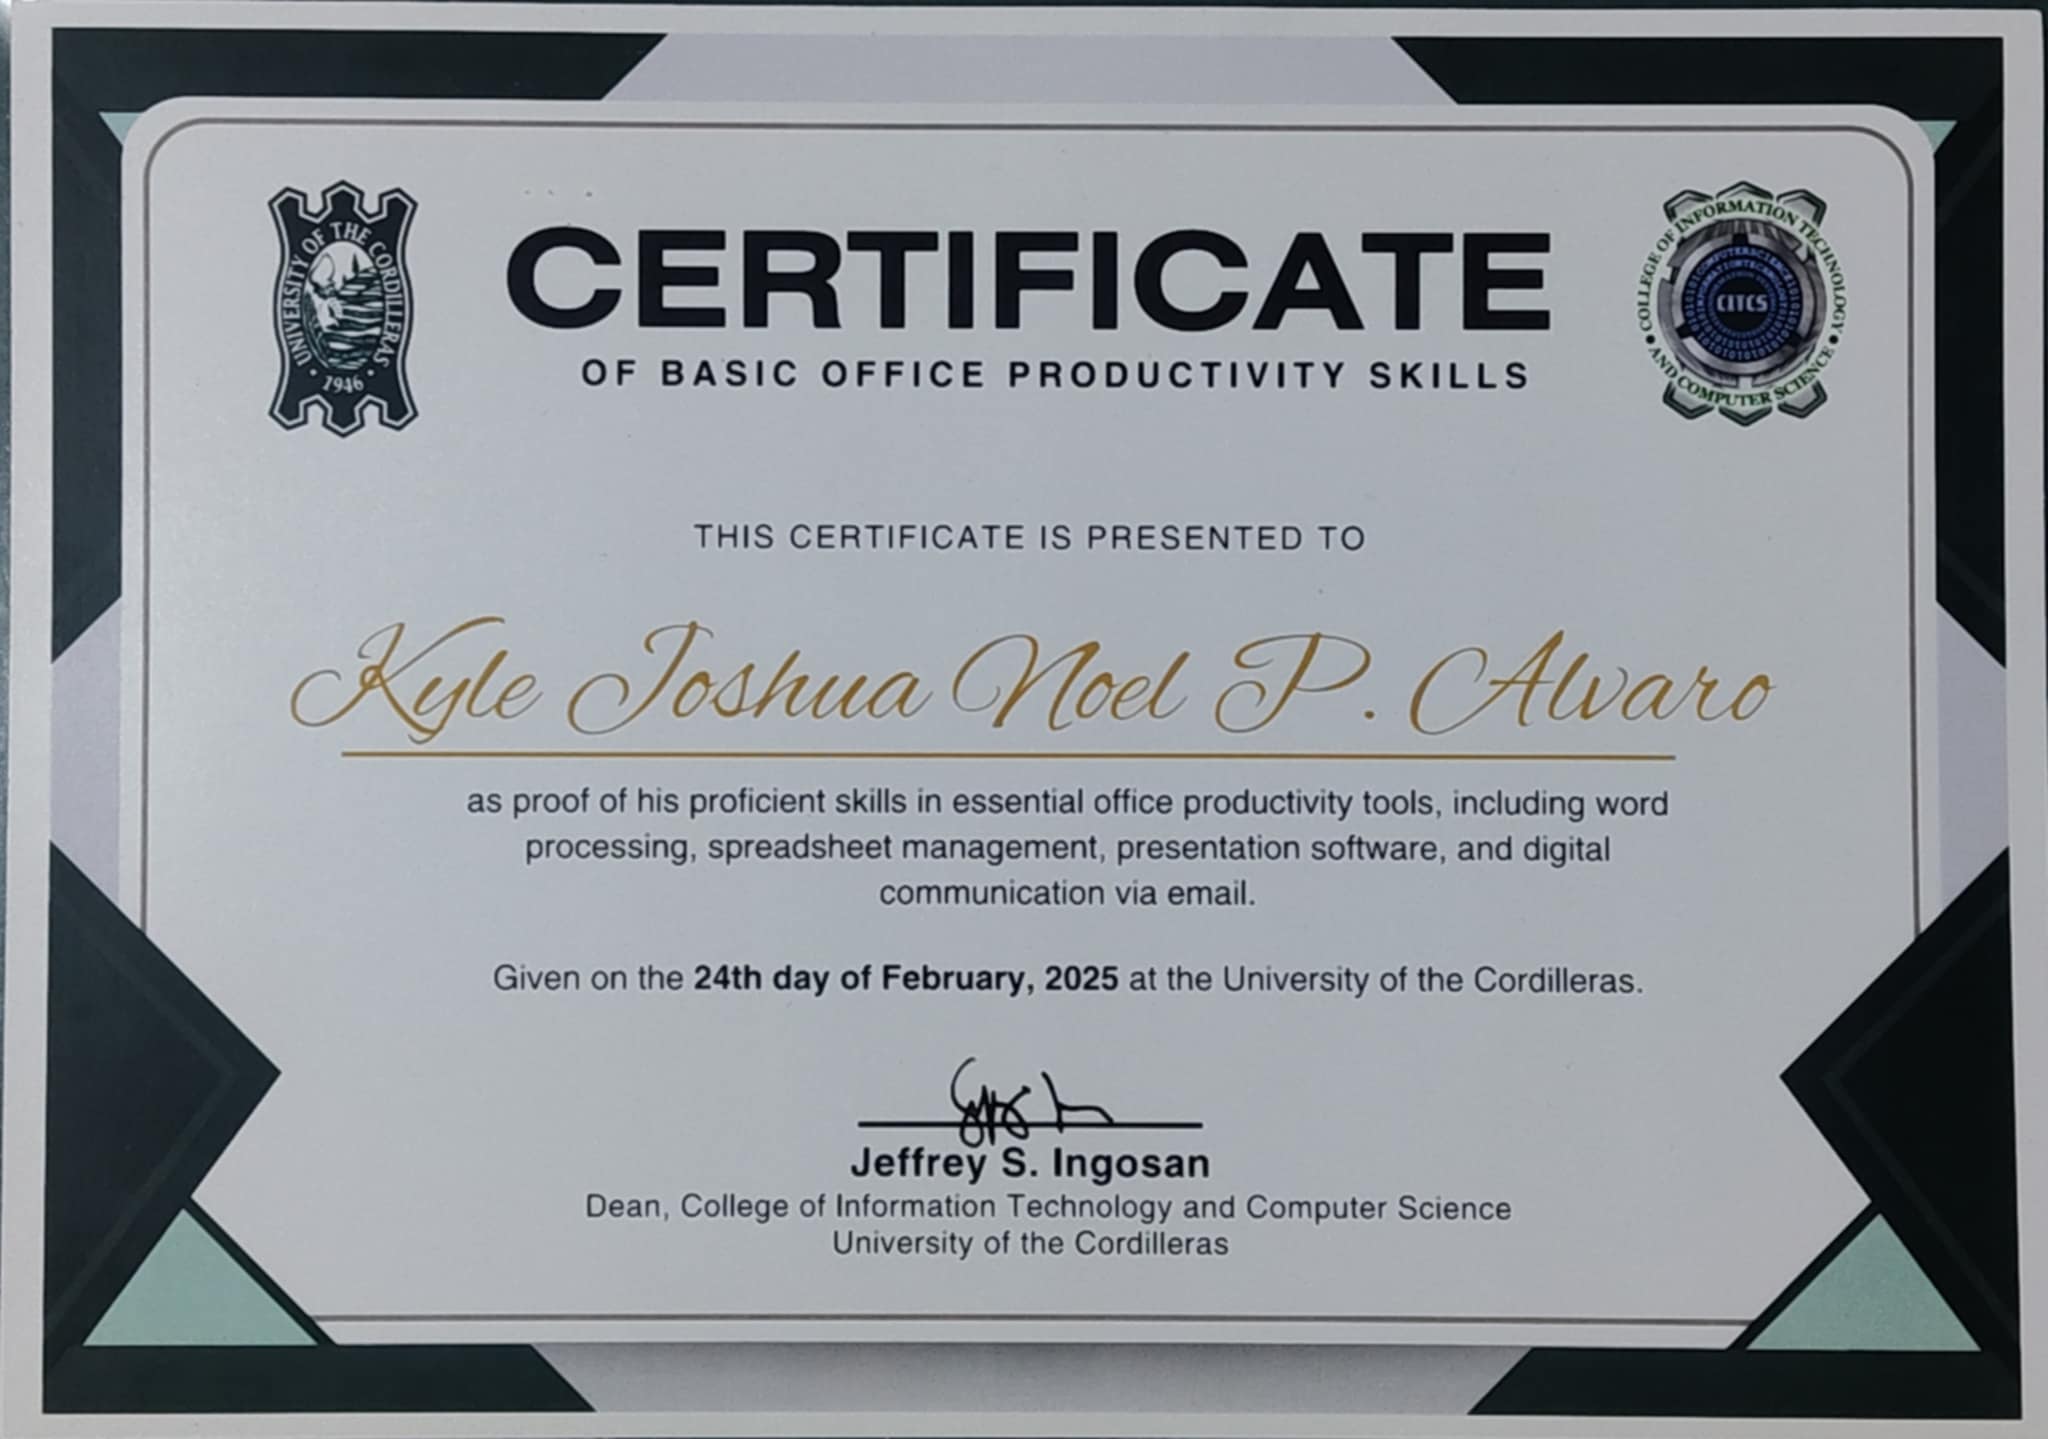 UNIVERSITY OF THE CORDILLERAS
• 1946 •
CERTIFICATE
OF BASIC OFFICE PRODUCTIVITY SKILLS
• COLLEGE OF INFORMATION TECHNOLOGY •
AND COMPUTER SCIENCE
CITCS
THIS CERTIFICATE IS PRESENTED TO
Kyle Joshua Noel P. Alvaro
as proof of his proficient skills in essential office productivity tools, including word
processing, spreadsheet management, presentation software, and digital
communication via email.
Given on the 24th day of February, 2025 at the University of the Cordilleras.
Jeffrey S. Ingosan
Dean, College of Information Technology and Computer Science
University of the Cordilleras